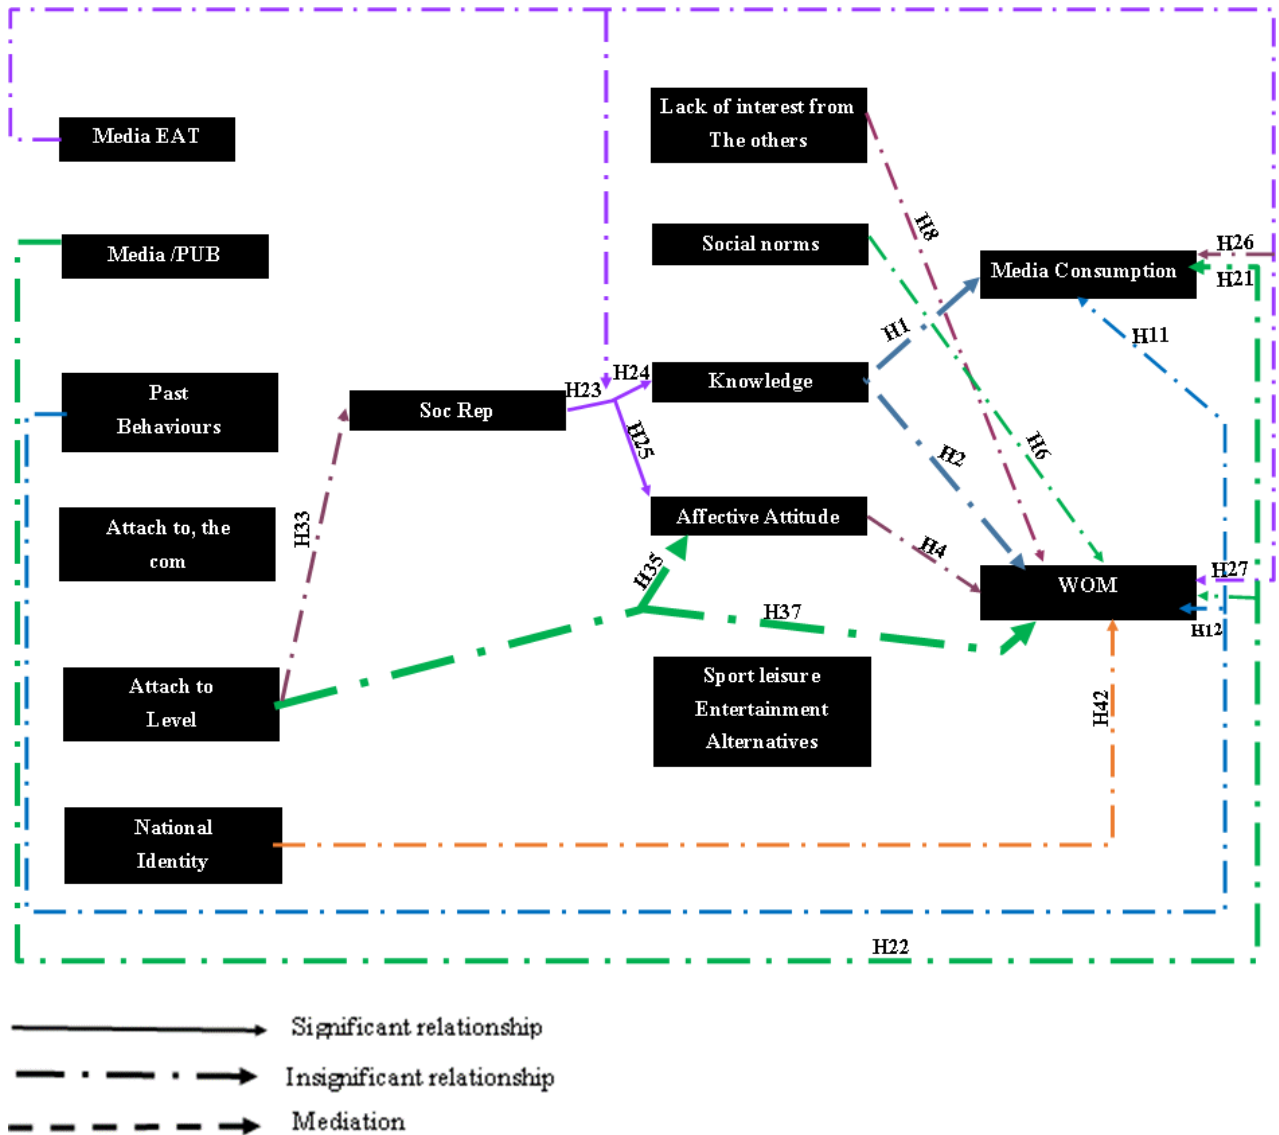 Media EAT
Media /PUB
Past
Behaviours
Attach to, the
com
Attach to
Level
National
Identity
Soc Rep
Lack of interest from
The others
Social norms
Knowledge
Affective Attitude
Sport leisure
Entertainment
Alternatives
Media Consumption
WOM
H33
H23
H24
H25
H35
H37
H8
H1
H6
H2
H4
H42
H26
H21
H11
H27
H12
H22
Significant relationship
Insignificant relationship
Mediation